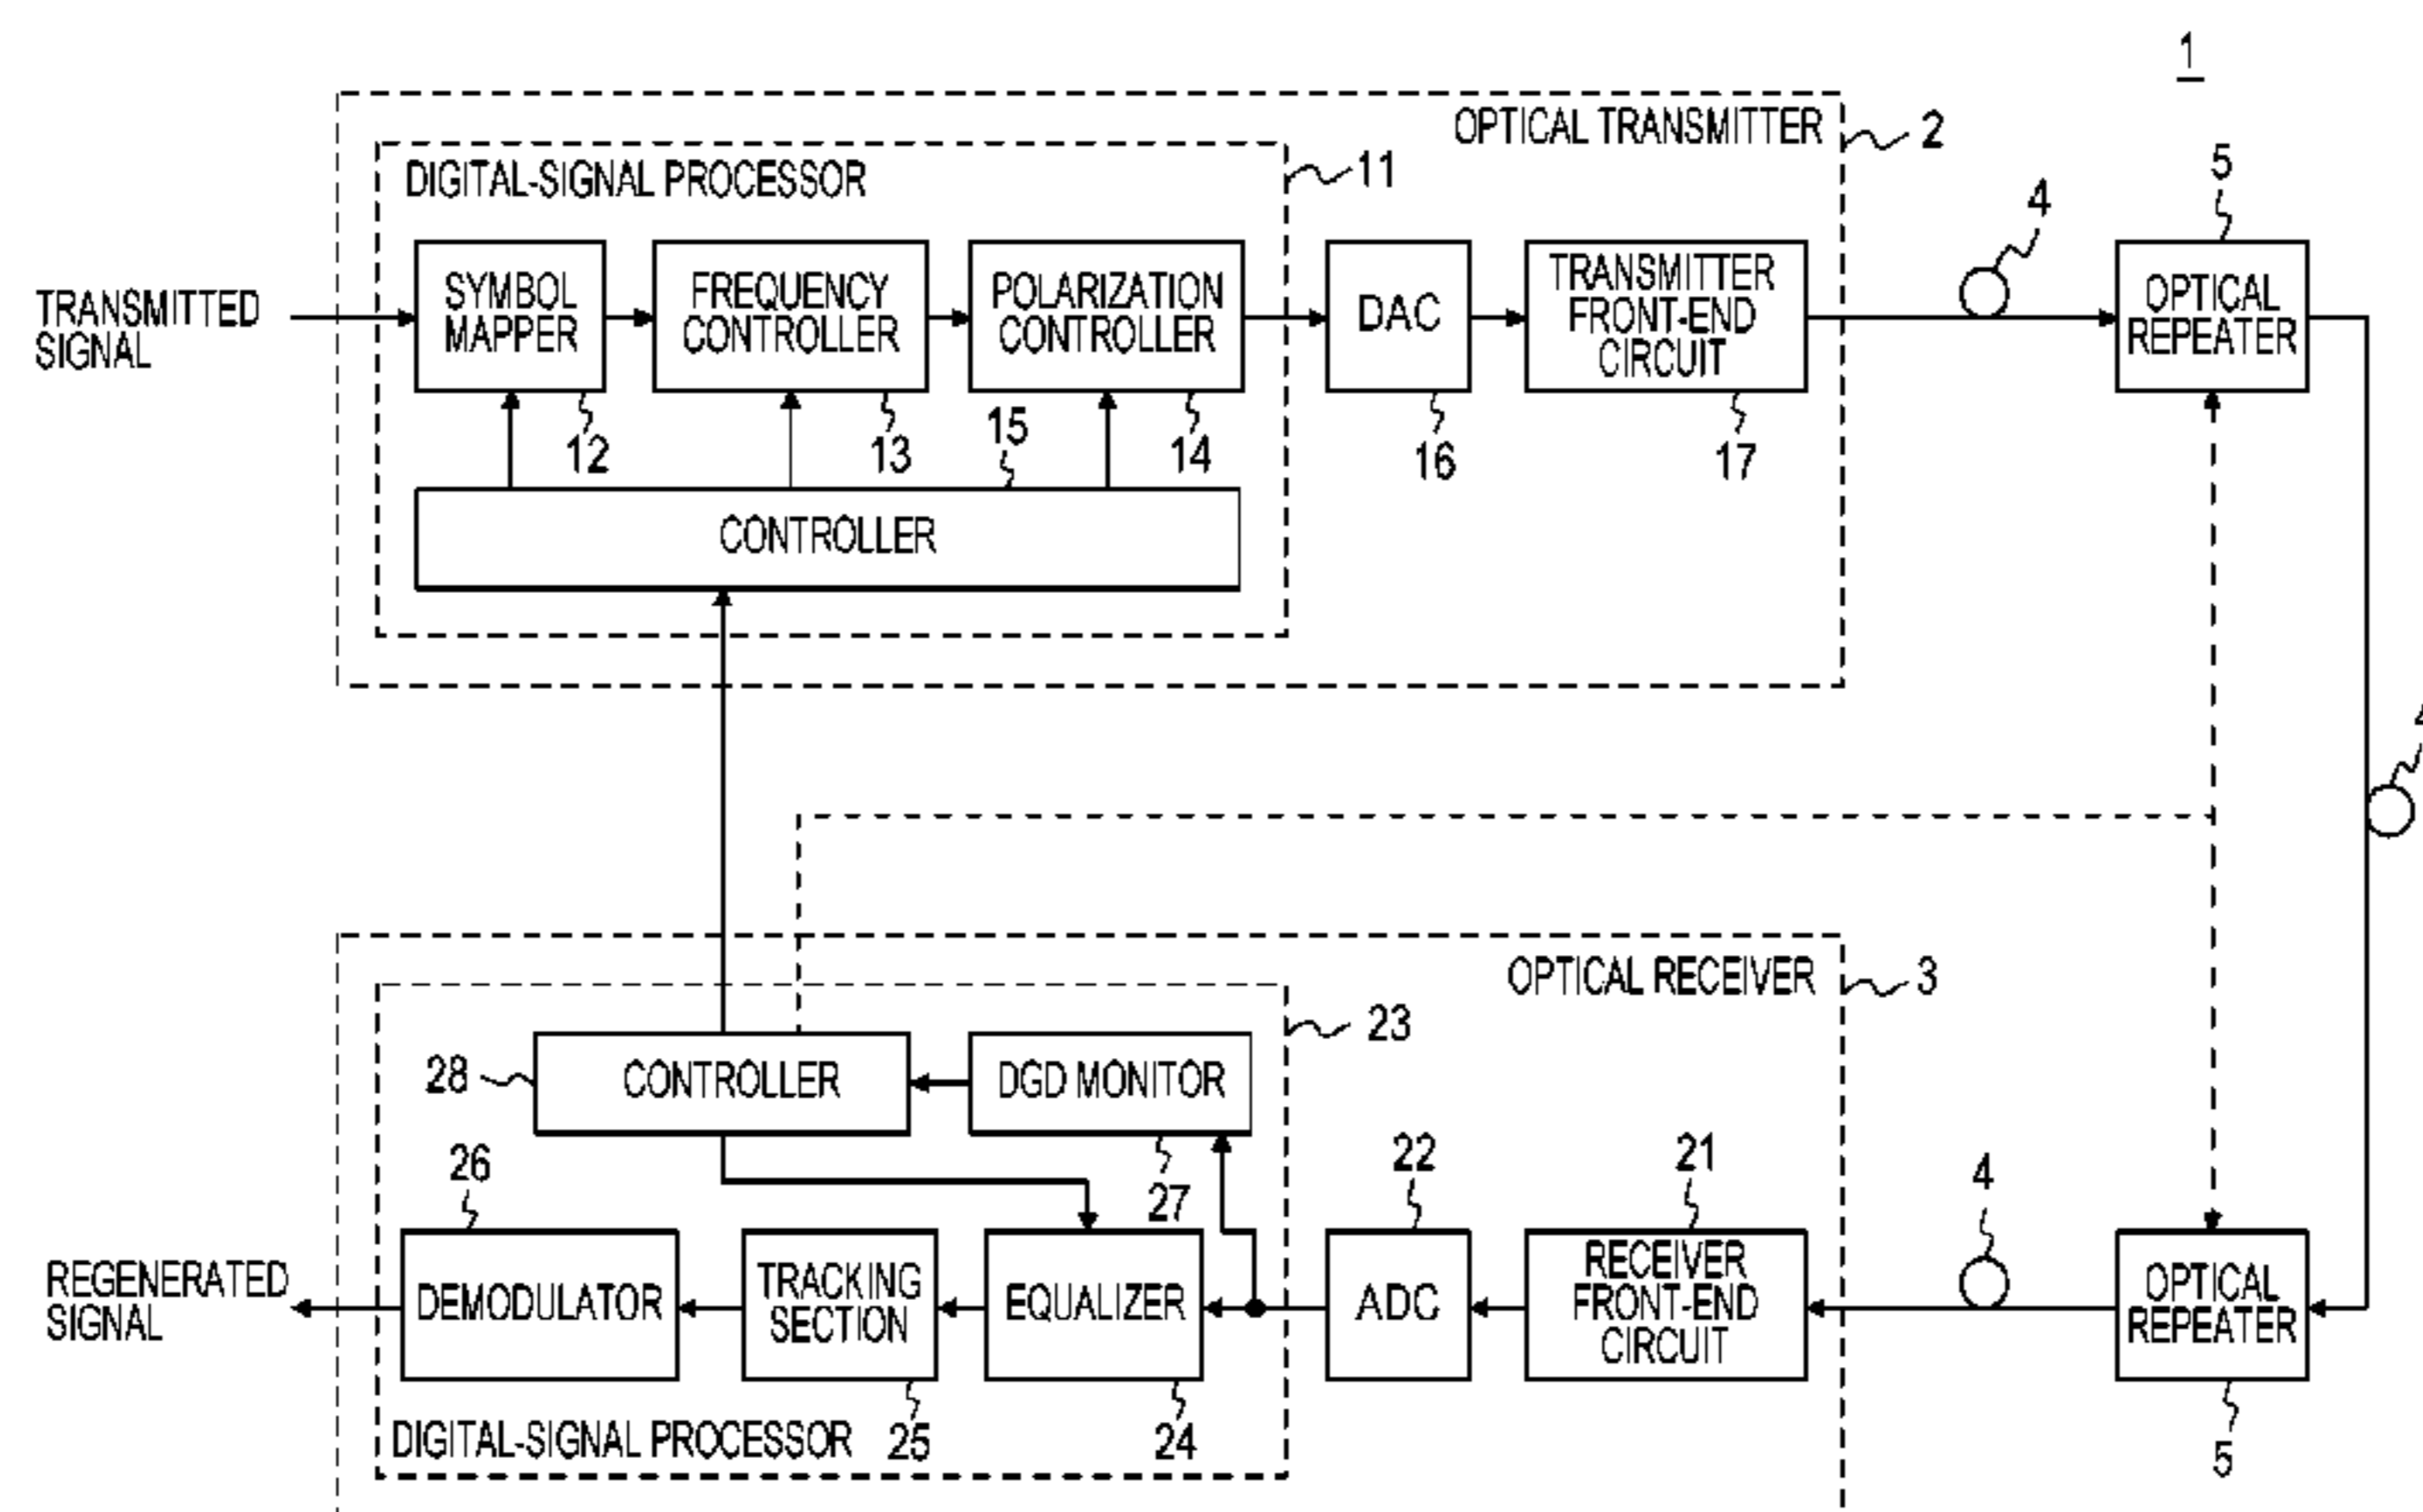 1
OPTICAL TRANSMITTER
2
DIGITAL-SIGNAL PROCESSOR
11
4
5
TRANSMITTED
SIGNAL
SYMBOL
MAPPER
FREQUENCY
CONTROLLER
POLARIZATION
CONTROLLER
DAC
TRANSMITTER
FRONT-END
CIRCUIT
OPTICAL
REPEATER
12
13
15
14
16
17
CONTROLLER
4
OPTICAL RECEIVER
3
23
28
CONTROLLER
DGD MONITOR
26
27
22
21
4
REGENERATED
SIGNAL
DEMODULATOR
TRACKING
SECTION
EQUALIZER
ADC
RECEIVER
FRONT-END
CIRCUIT
OPTICAL
REPEATER
DIGITAL-SIGNAL PROCESSOR
25
24
5